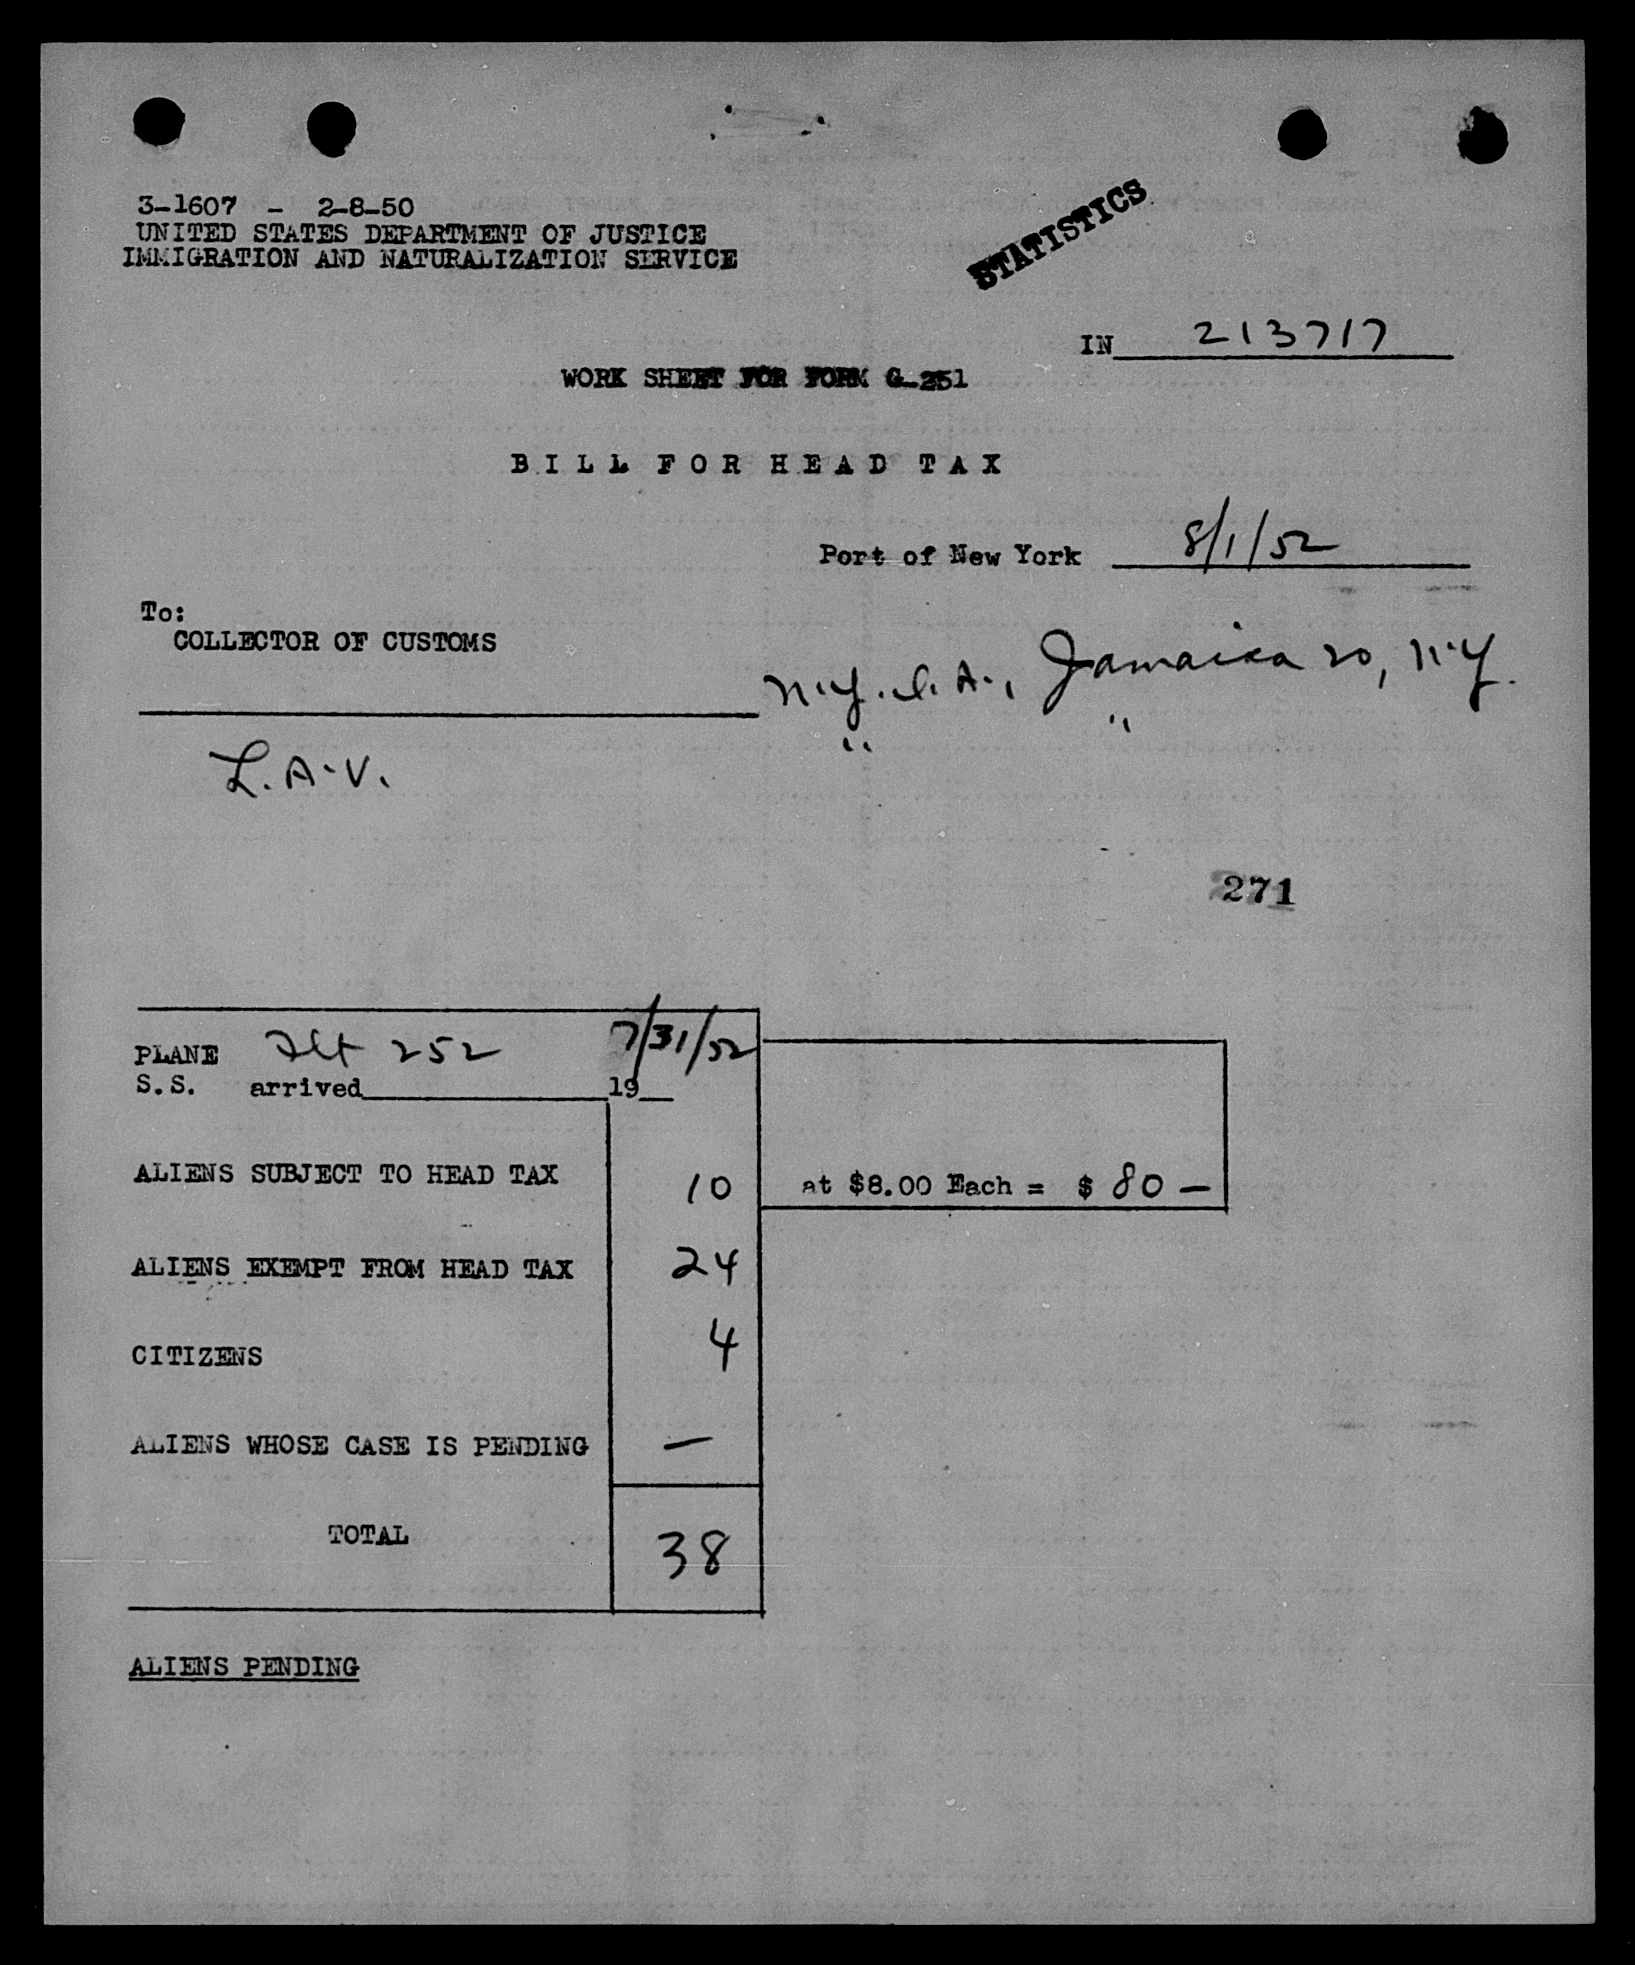 3-1607 - 2-8-50
UNITED STATES DEPARTMENT OF JUSTICE
IMMIGRATION AND NATURALIZATION SERVICE
STATISTICS
IN 213717
WORK SHEET FOR FORM G-251
BILL FOR HEAD TAX
Port of New York 8/1/52
To:
COLLECTOR OF CUSTOMS
N.Y.I.A., Jamaica 20, N.Y.
" "
L.A.V.
271
PLANE Flt 252 7/31/52
S.S. arrived 19
ALIENS SUBJECT TO HEAD TAX 10 at $8.00 Each = $ 80 —
ALIENS EXEMPT FROM HEAD TAX 24
CITIZENS 4
ALIENS WHOSE CASE IS PENDING —
TOTAL 38
ALIENS PENDING